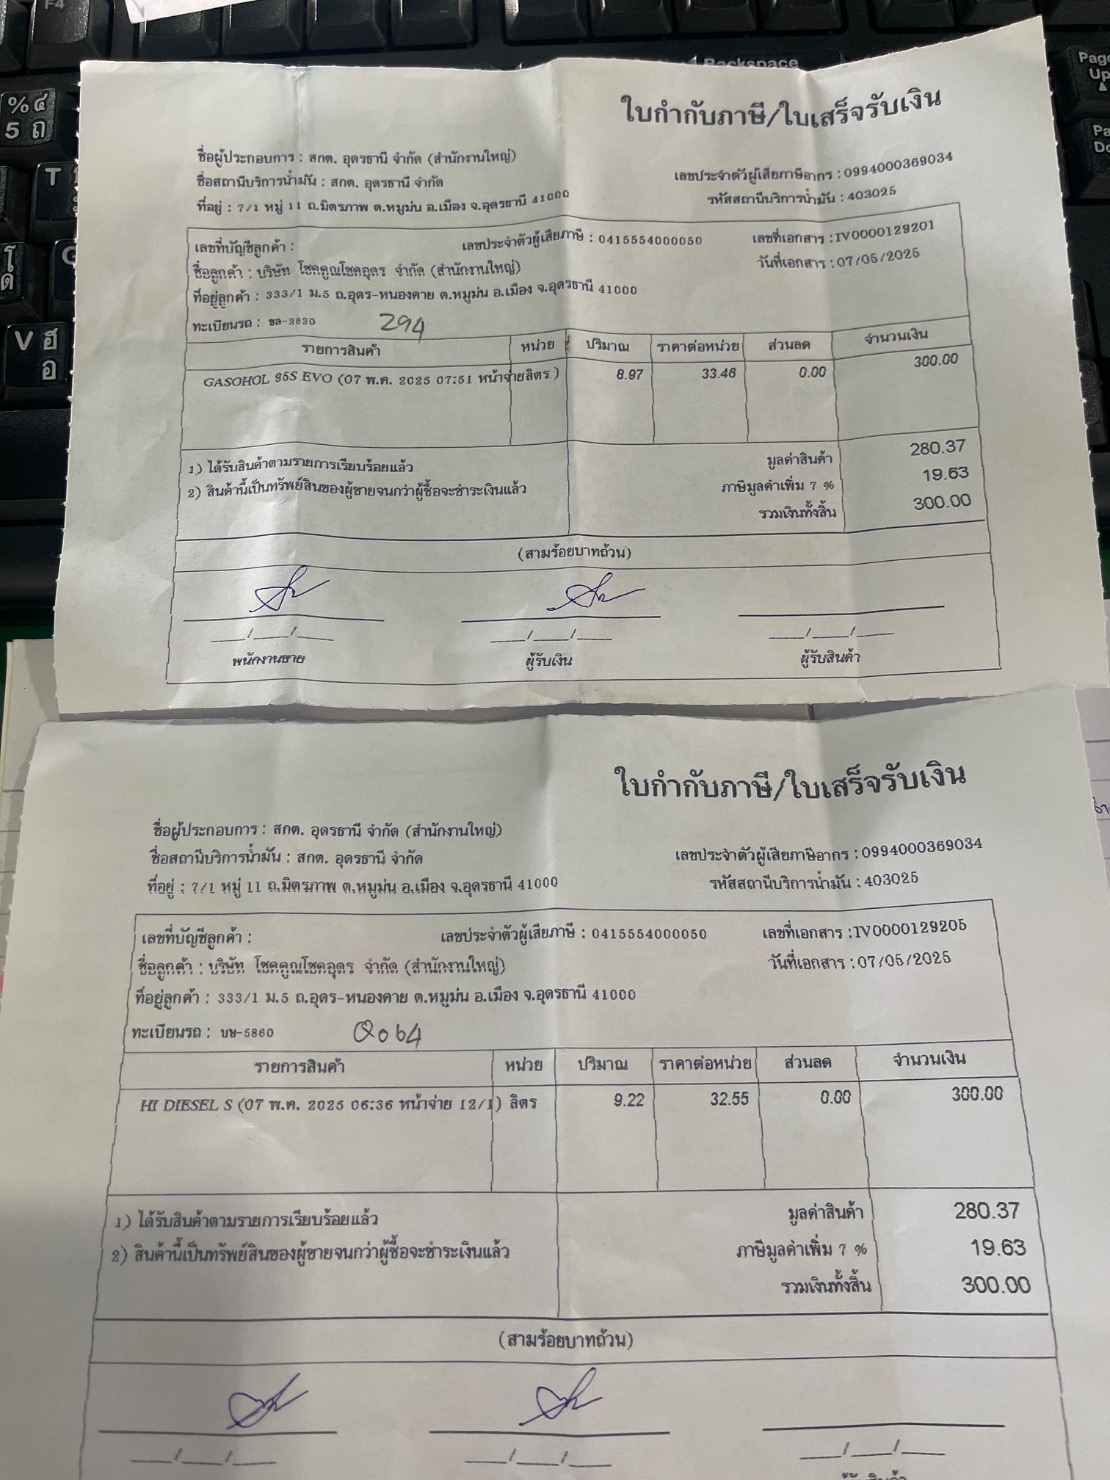 F4
Backspace
Page
Up
%
๕
5 ถ
T
V ฮ
อ
ใบกำกับภาษี/ใบเสร็จรับเงิน
ชื่อผู้ประกอบการ : สกต. อุดรธานี จำกัด (สำนักงานใหญ่)
เลขประจำตัวผู้เสียภาษีอากร : 0994000369034
ชื่อสถานีบริการน้ำมัน : สกต. อุดรธานี จำกัด
รหัสสถานีบริการน้ำมัน : 403025
ที่อยู่ : 7/1 หมู่ 11 ถ.มิตรภาพ ต.หมูม่น อ.เมือง จ.อุดรธานี 41000
เลขที่บัญชีลูกค้า : เลขประจำตัวผู้เสียภาษี : 0415554000050 เลขที่เอกสาร : IV0000129201
ชื่อลูกค้า : บริษัท โชคคูณโชคอุดร จำกัด (สำนักงานใหญ่) วันที่เอกสาร : 07/05/2025
ที่อยู่ลูกค้า : 333/1 ม.5 ถ.อุดร-หนองคาย ต.หมูม่น อ.เมือง จ.อุดรธานี 41000
ทะเบียนรถ : ขล-2620 294
รายการสินค้า หน่วย ปริมาณ ราคาต่อหน่วย ส่วนลด จำนวนเงิน
GASOHOL 95S EVO (07 พ.ค. 2025 07:51 หน้าจ่ายลิตร ) 8.97 33.46 0.00 300.00
1) ได้รับสินค้าตามรายการเรียบร้อยแล้ว มูลค่าสินค้า 280.37
2) สินค้านี้เป็นทรัพย์สินของผู้ขายจนกว่าผู้ซื้อจะชำระเงินแล้ว ภาษีมูลค่าเพิ่ม 7 % 19.63
รวมเงินทั้งสิ้น 300.00
(สามร้อยบาทถ้วน)
___/___/___ ___/___/___ ___/___/___
พนักงานขาย ผู้รับเงิน ผู้รับสินค้า
ใบกำกับภาษี/ใบเสร็จรับเงิน
ชื่อผู้ประกอบการ : สกต. อุดรธานี จำกัด (สำนักงานใหญ่)
เลขประจำตัวผู้เสียภาษีอากร : 0994000369034
ชื่อสถานีบริการน้ำมัน : สกต. อุดรธานี จำกัด
รหัสสถานีบริการน้ำมัน : 403025
ที่อยู่ : 7/1 หมู่ 11 ถ.มิตรภาพ ต.หมูม่น อ.เมือง จ.อุดรธานี 41000
เลขที่บัญชีลูกค้า : เลขประจำตัวผู้เสียภาษี : 0415554000050 เลขที่เอกสาร : IV0000129205
ชื่อลูกค้า : บริษัท โชคคูณโชคอุดร จำกัด (สำนักงานใหญ่) วันที่เอกสาร : 07/05/2025
ที่อยู่ลูกค้า : 333/1 ม.5 ถ.อุดร-หนองคาย ต.หมูม่น อ.เมือง จ.อุดรธานี 41000
ทะเบียนรถ : บษ-5860
รายการสินค้า หน่วย ปริมาณ ราคาต่อหน่วย ส่วนลด จำนวนเงิน
HI DIESEL S (07 พ.ค. 2025 06:36 หน้าจ่าย 12/1) ลิตร 9.22 32.55 0.00 300.00
1) ได้รับสินค้าตามรายการเรียบร้อยแล้ว มูลค่าสินค้า 280.37
2) สินค้านี้เป็นทรัพย์สินของผู้ขายจนกว่าผู้ซื้อจะชำระเงินแล้ว ภาษีมูลค่าเพิ่ม 7 % 19.63
รวมเงินทั้งสิ้น 300.00
(สามร้อยบาทถ้วน)
___/___/___ ___/___/___ ___/___/___